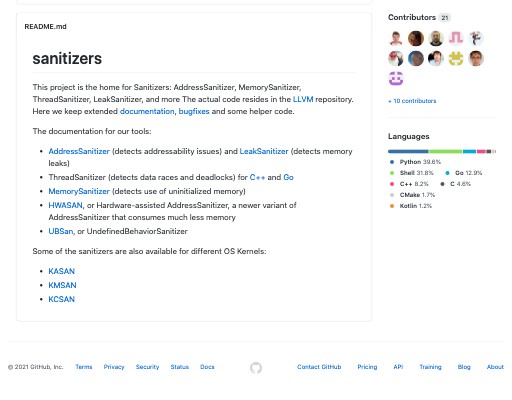 README.md
sanitizers
This project is the home for Sanitizers: AddressSanitizer, MemorySanitizer,
ThreadSanitizer, LeakSanitizer, and more The actual code resides in the LLVM repository.
Here we keep extended documentation, bugfixes and some helper code.
The documentation for our tools:
• AddressSanitizer (detects addressability issues) and LeakSanitizer (detects memory
leaks)
• ThreadSanitizer (detects data races and deadlocks) for C++ and Go
• MemorySanitizer (detects use of uninitialized memory)
• HWASAN, or Hardware-assisted AddressSanitizer, a newer variant of
AddressSanitizer that consumes much less memory
• UBSan, or UndefinedBehaviorSanitizer
Some of the sanitizers are also available for different OS Kernels:
• KASAN
• KMSAN
• KCSAN
Contributors 21
+ 10 contributors
Languages
Python 39.6%
Shell 31.8% Go 12.9%
C++ 8.2% C 4.6%
CMake 1.7%
Kotlin 1.2%
© 2021 GitHub, Inc. Terms Privacy Security Status Docs Contact GitHub Pricing API Training Blog About